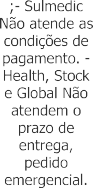 ;- Sulmedic
Não atende as
condições de
pagamento. -
Health, Stock
e Global Não
atendem o
prazo de
entrega,
pedido
emergencial.